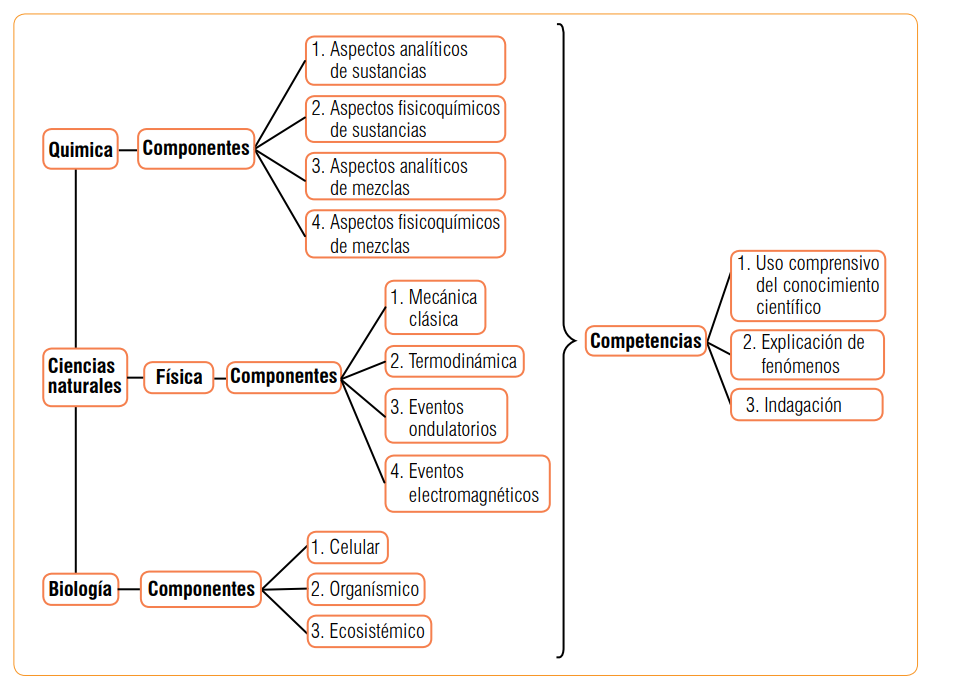 Quimica
Componentes
1. Aspectos analíticos
de sustancias
2. Aspectos fisicoquímicos
de sustancias
3. Aspectos analíticos
de mezclas
4. Aspectos fisicoquímicos
de mezclas
Ciencias
naturales
Física
Componentes
1. Mecánica
clásica
2. Termodinámica
3. Eventos
ondulatorios
4. Eventos
electromagnéticos
Biología
Componentes
1. Celular
2. Organísmico
3. Ecosistémico
Competencias
1. Uso comprensivo
del conocimiento
científico
2. Explicación de
fenómenos
3. Indagación